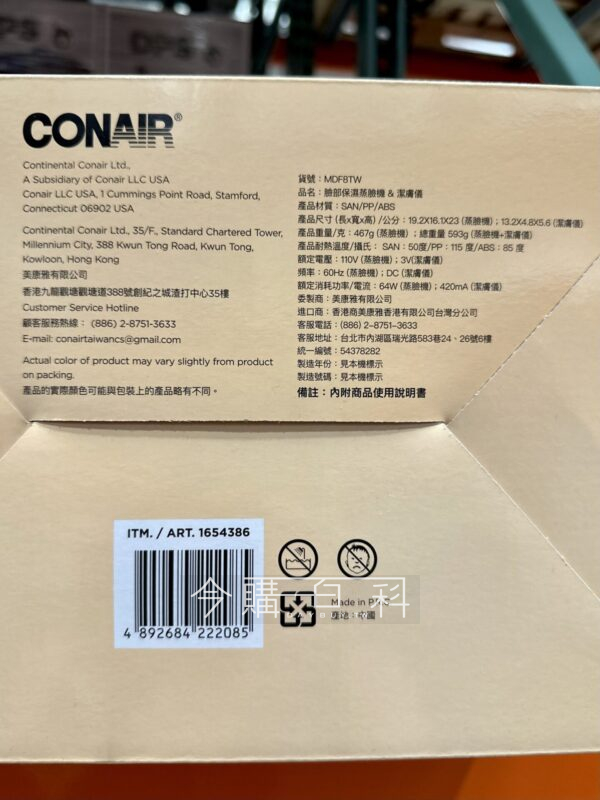 DPS
CONAIR®
Continental Conair Ltd.,
A Subsidiary of Conair LLC USA
Conair LLC USA, 1 Cummings Point Road, Stamford,
Connecticut 06902 USA
Continental Conair Ltd., 35/F., Standard Chartered Tower,
Millennium City, 388 Kwun Tong Road, Kwun Tong,
Kowloon, Hong Kong
美康雅有限公司
香港九龍觀塘觀塘道388號創紀之城渣打中心35樓
Customer Service Hotline
顧客服務熱線： (886) 2-8751-3633
E-mail: conairtaiwancs@gmail.com
Actual color of product may vary slightly from product
on packing.
產品的實際顏色可能與包裝上的產品略有不同。
貨號：MDF8TW
品名：臉部保濕蒸臉機 & 潔膚儀
產品材質：SAN/PP/ABS
產品尺寸 (長x寬x高) /公分：19.2X16.1X23 (蒸臉機)；13.2X4.8X5.6 (潔膚儀)
產品重量/克：467g (蒸臉機) ；總重量 593g (蒸臉機+潔膚儀)
產品耐熱溫度/攝氏： SAN：50度/PP：115 度/ABS：85 度
額定電壓：110V (蒸臉機)；3V(潔膚儀)
頻率：60Hz (蒸臉機)；DC (潔膚儀)
額定消耗功率/電流：64W (蒸臉機)；420mA (潔膚儀)
委製商：美康雅有限公司
進口商：香港商美康雅有限公司台灣分公司
客服電話：(886) 2-8751-3633
客服地址：台北市內湖區瑞光路583巷24、26號6樓
統一編號：54378282
製造年份：見本機標示
製造號碼：見本機標示
備註：內附商品使用說明書
ITM. / ART. 1654386
4 892684 222085
Made in P.R.C
產地：中國
今購百科